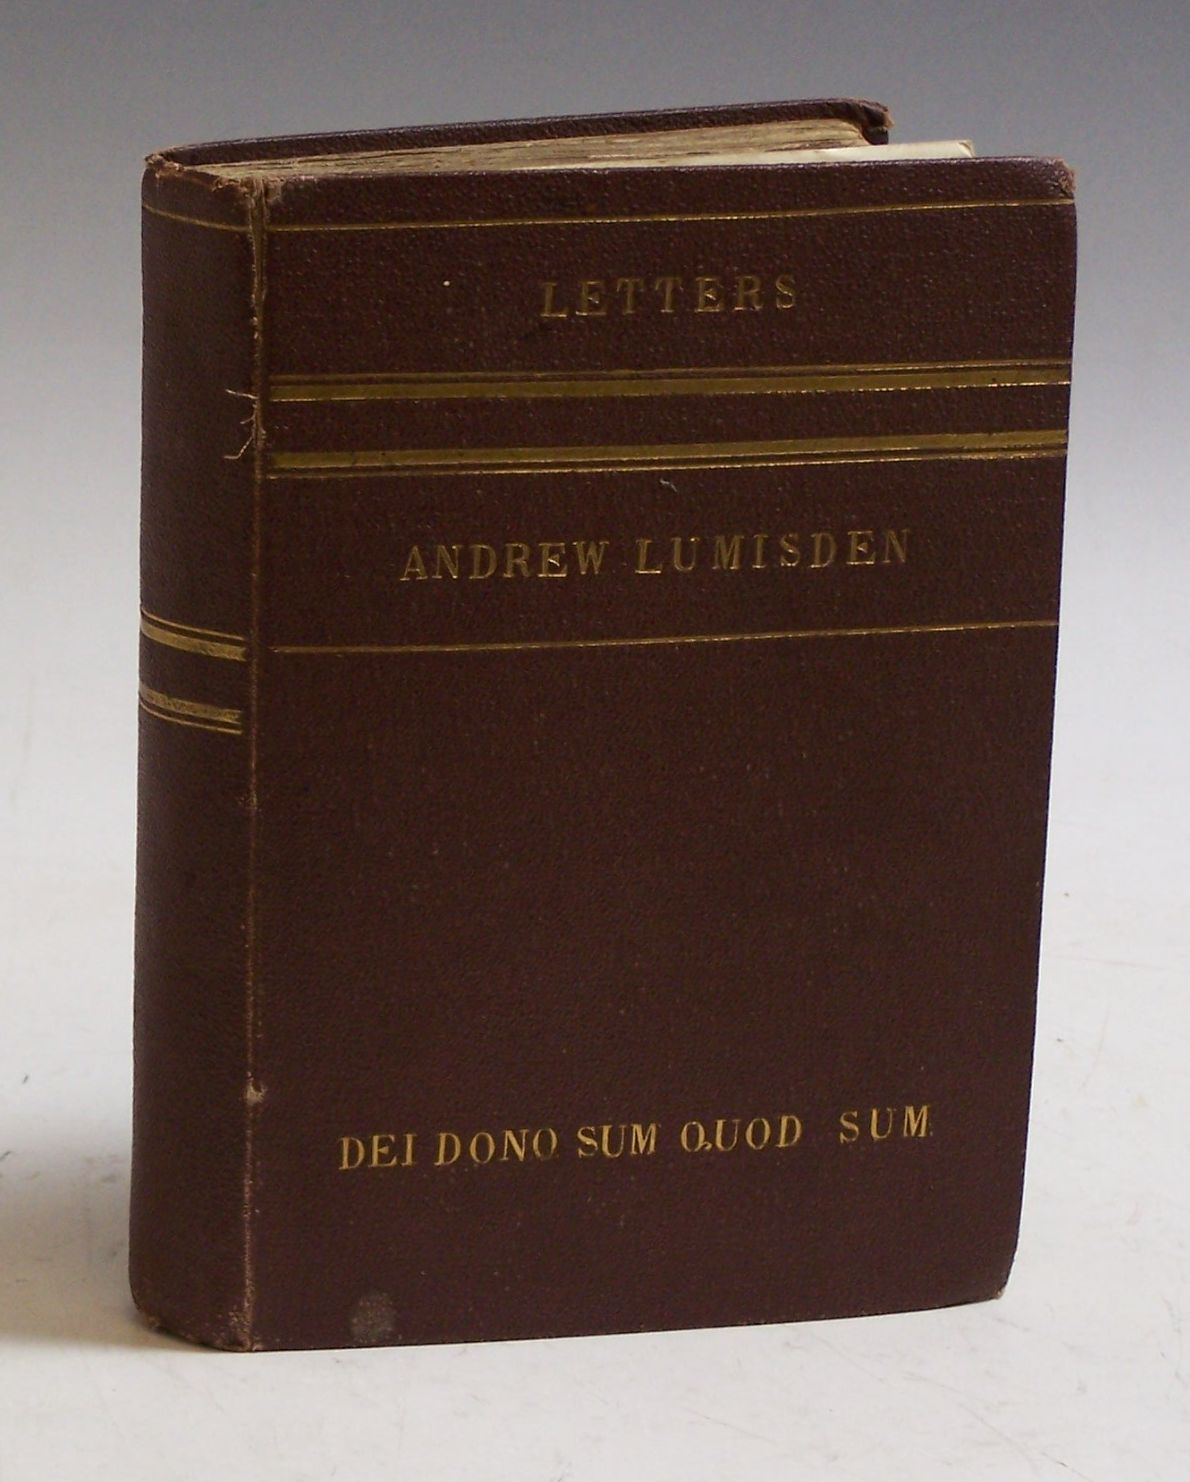 LETTERS
ANDREW LUMISDEN
DEI DONO SUM QUOD SUM